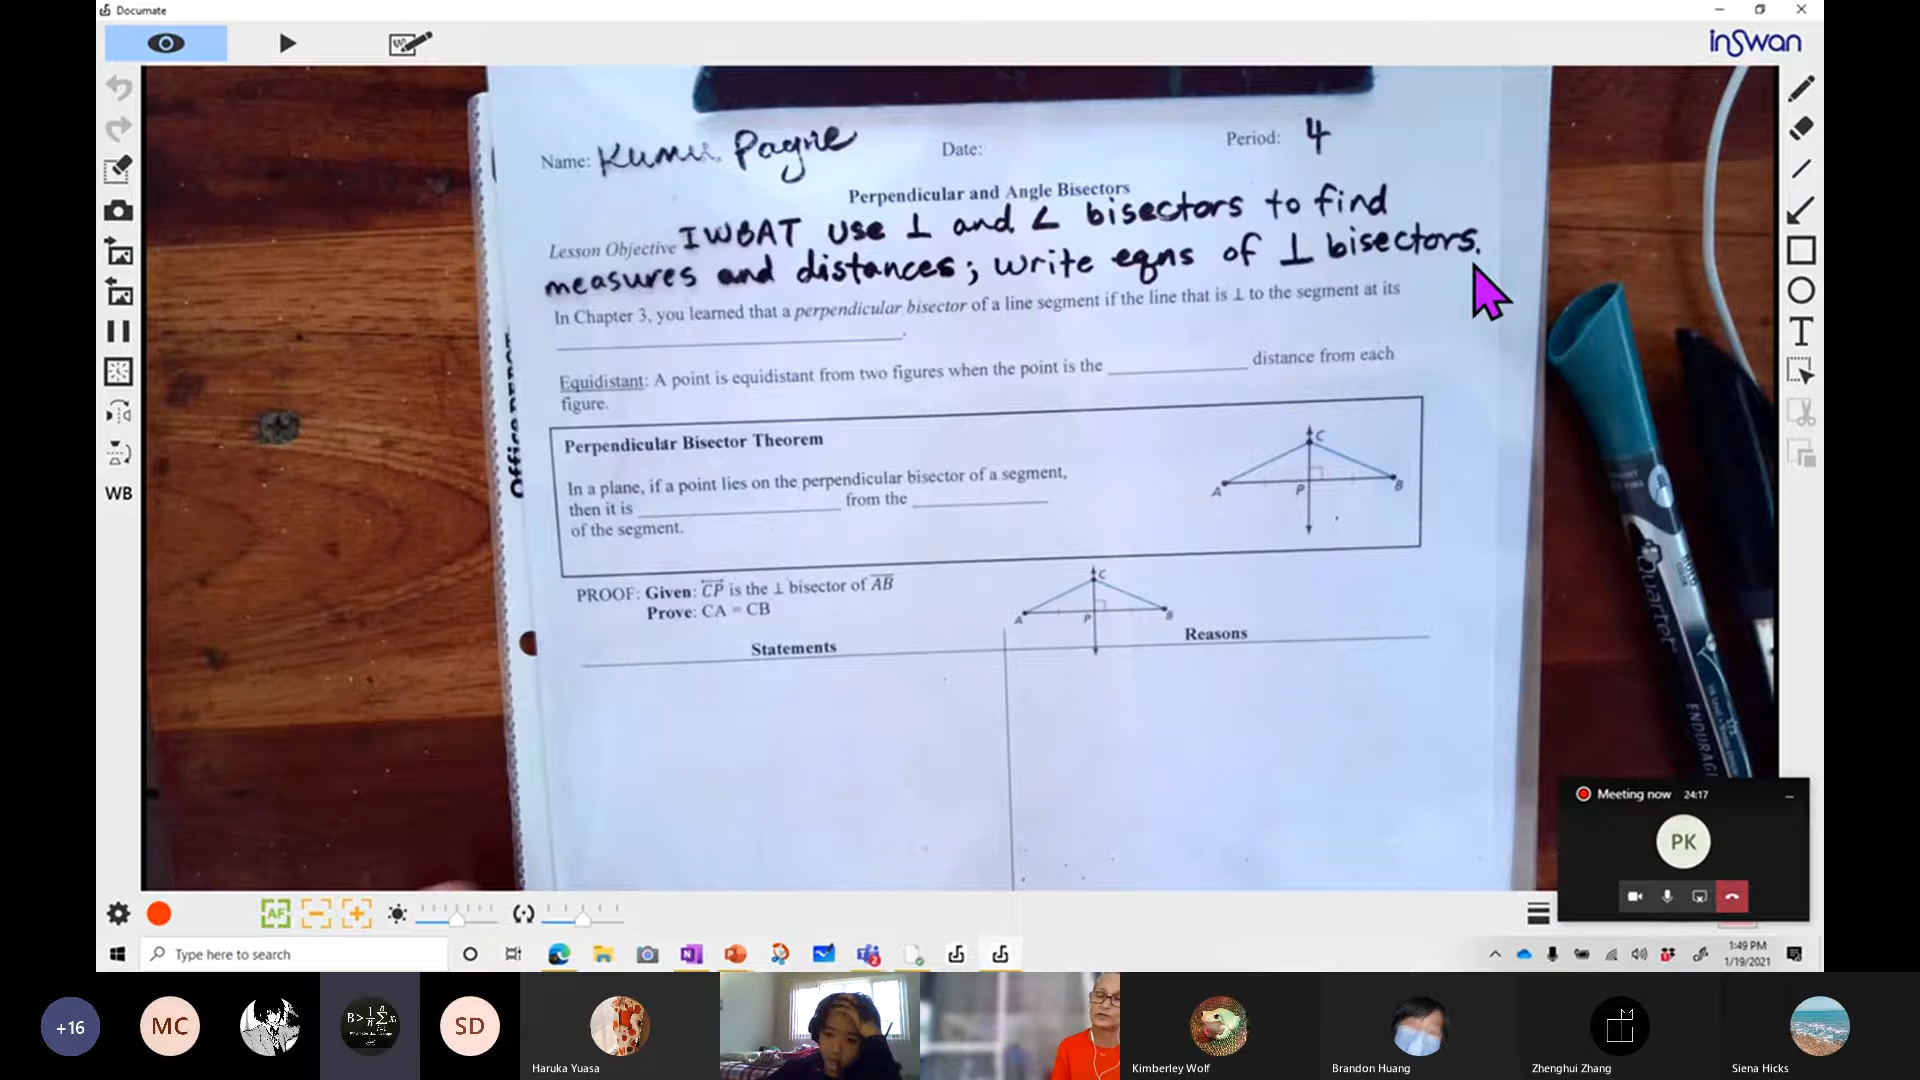 Documate
inSwan
Name: Kumu Payne Date: Period: 4
Perpendicular and Angle Bisectors
Lesson Objective IWBAT use ⊥ and ∠ bisectors to find
measures and distances; write eqns of ⊥ bisectors.
In Chapter 3, you learned that a perpendicular bisector of a line segment if the line that is ⊥ to the segment at its
.
Equidistant: A point is equidistant from two figures when the point is the distance from each
figure.
Perpendicular Bisector Theorem
In a plane, if a point lies on the perpendicular bisector of a segment,
then it is from the
of the segment.
C
A P B
PROOF: Given: CP is the ⊥ bisector of AB
Prove: CA = CB
C
A P B
Statements Reasons
WB
T
Office DEPOT
Quartet
ENDURAGL
Meeting now 24:17
PK
AF
Type here to search
1:49 PM
1/19/2021
+16
MC
SD
Haruka Yuasa
Kimberley Wolf
Brandon Huang
Zhenghui Zhang
Siena Hicks